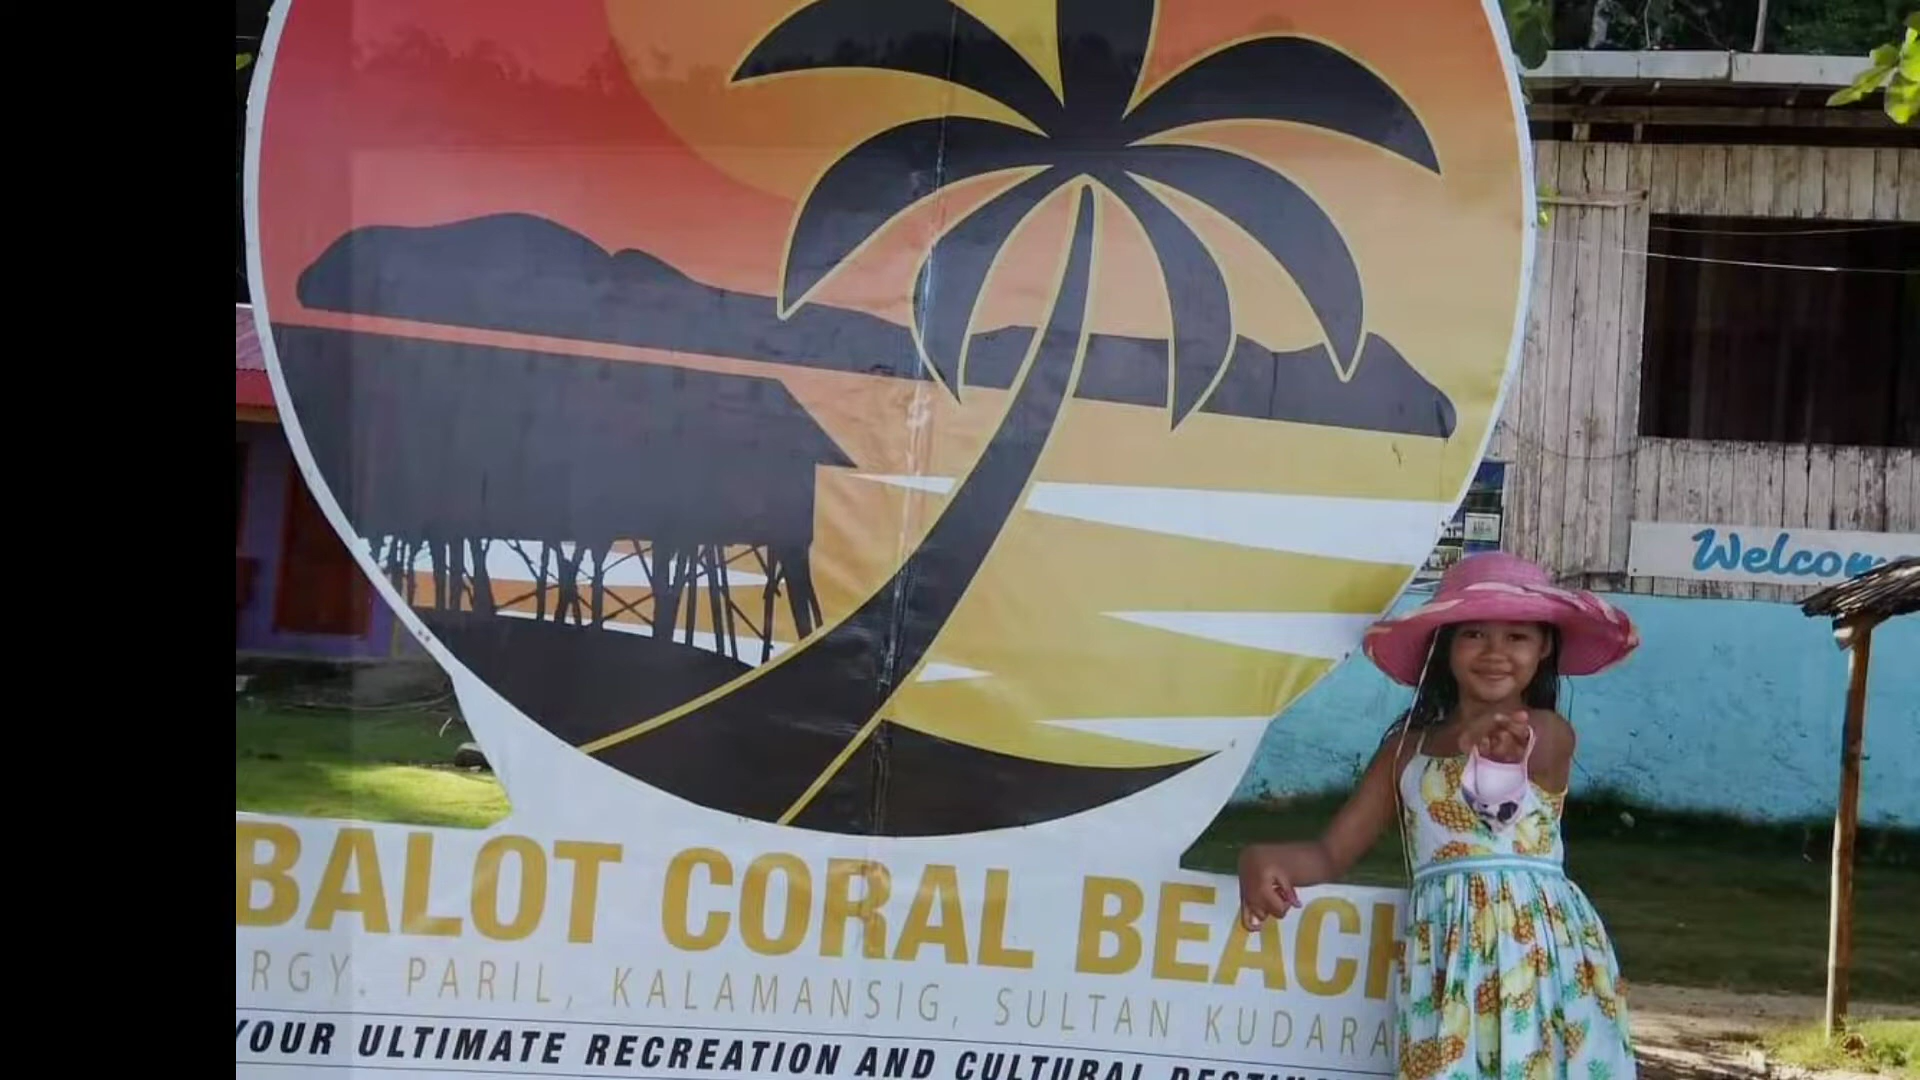 BALOT CORAL BEACH
RGY. PARIL, KALAMANSIG, SULTAN KUDARA
YOUR ULTIMATE RECREATION AND CULTURAL
Welcom